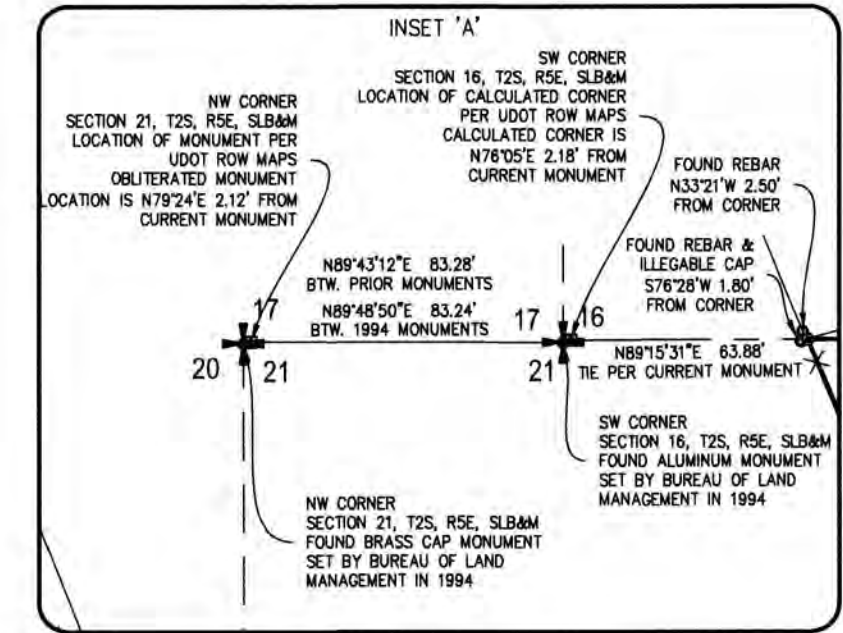 INSET 'A'
SW CORNER
SECTION 16, T2S, R5E, SLB&M
LOCATION OF CALCULATED CORNER
PER UDOT ROW MAPS
CALCULATED CORNER IS
N76°05'E 2.18' FROM
CURRENT MONUMENT
NW CORNER
SECTION 21, T2S, R5E, SLB&M
LOCATION OF MONUMENT PER
UDOT ROW MAPS
OBLITERATED MONUMENT
LOCATION IS N79°24'E 2.12' FROM
CURRENT MONUMENT
FOUND REBAR
N33°21'W 2.50'
FROM CORNER
FOUND REBAR &
ILLEGABLE CAP
S76°28'W 1.80'
FROM CORNER
N89°43'12"E 83.28'
BTW. PRIOR MONUMENTS
N89°48'50"E 83.24'
BTW. 1994 MONUMENTS
17
17
16
20
21
21
N89°15'31"E 63.88'
TIE PER CURRENT MONUMENT
SW CORNER
SECTION 16, T2S, R5E, SLB&M
FOUND ALUMINUM MONUMENT
SET BY BUREAU OF LAND
MANAGEMENT IN 1994
NW CORNER
SECTION 21, T2S, R5E, SLB&M
FOUND BRASS CAP MONUMENT
SET BY BUREAU OF LAND
MANAGEMENT IN 1994